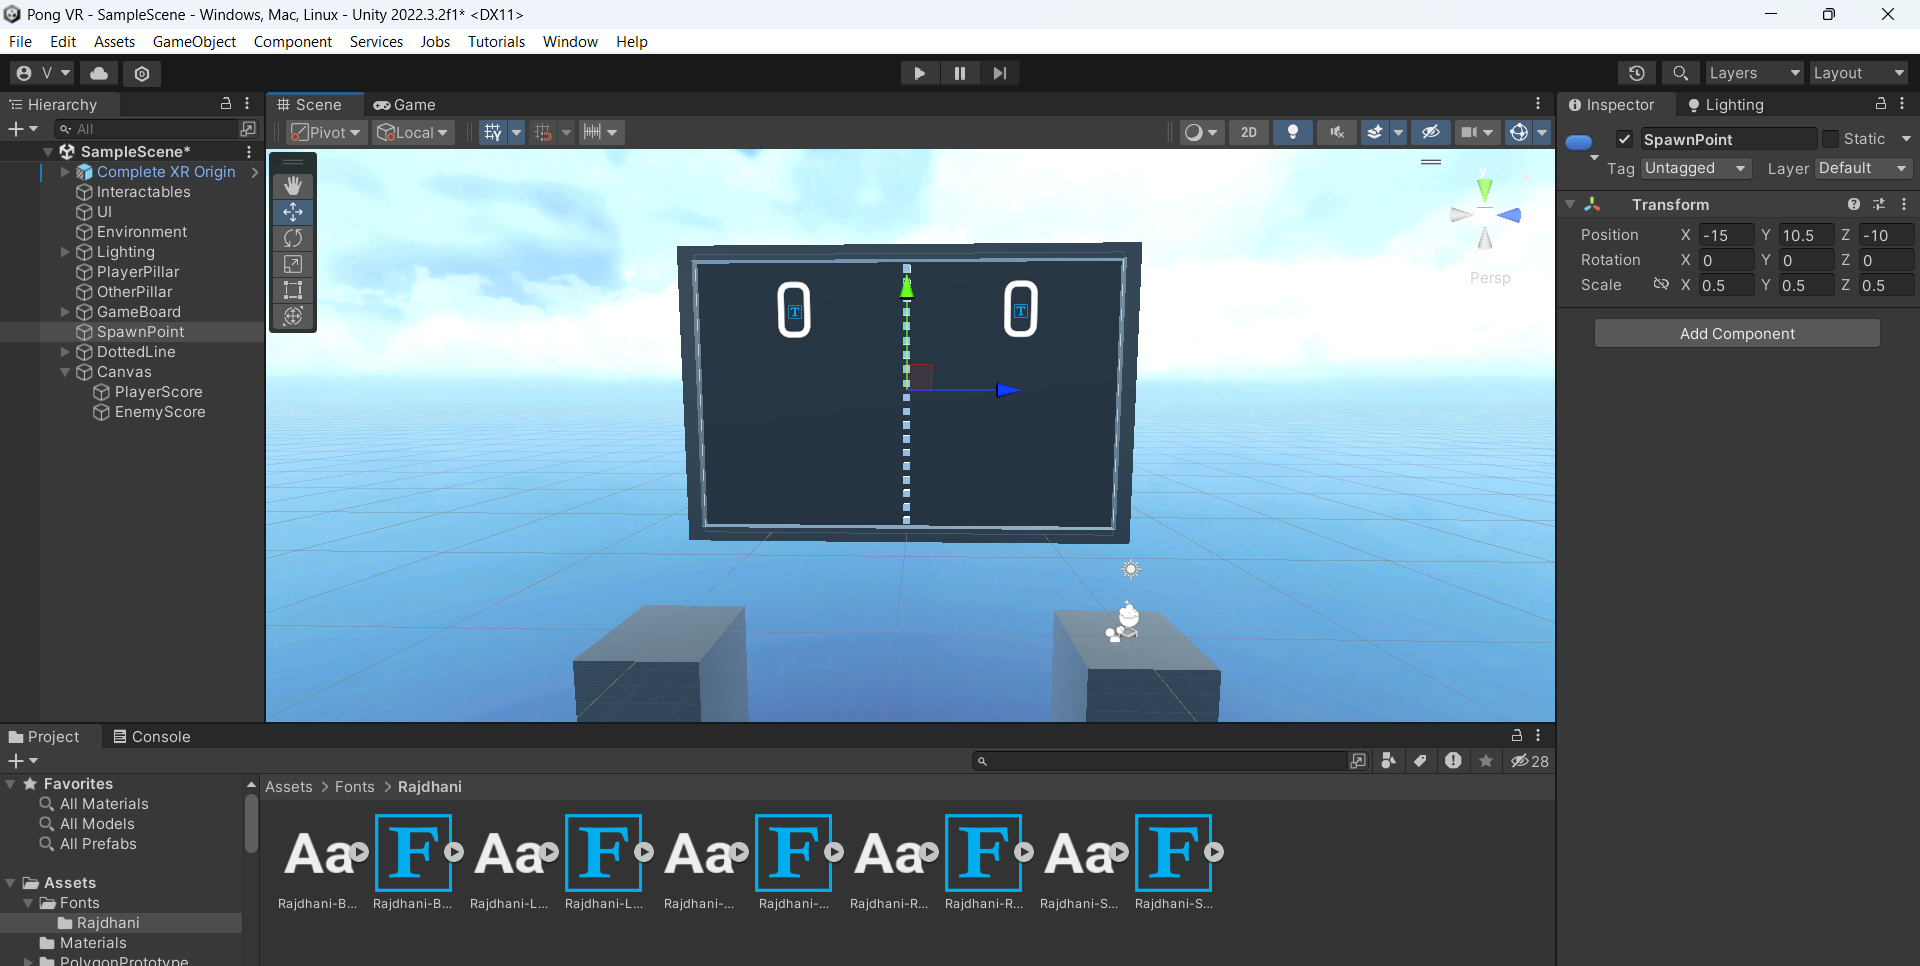 Pong VR - SampleScene - Windows, Mac, Linux - Unity 2022.3.2f1* <DX11>
File Edit Assets GameObject Component Services Jobs Tutorials Window Help
V Layers Layout
Hierarchy
All
SampleScene*
Complete XR Origin
Interactables
UI
Environment
Lighting
PlayerPillar
OtherPillar
GameBoard
SpawnPoint
DottedLine
Canvas
PlayerScore
EnemyScore
Scene Game
Pivot Local 2D
0 0
T T
y
Persp
Inspector Lighting
SpawnPoint Static
Tag Untagged Layer Default
Transform
Position X -15 Y 10.5 Z -10
Rotation X 0 Y 0 Z 0
Scale X 0.5 Y 0.5 Z 0.5
Add Component
Project Console
28
Favorites
All Materials
All Models
All Prefabs
Assets
Fonts
Rajdhani
Materials
PolygonPrototype
Assets > Fonts > Rajdhani
Aa F Aa F Aa F Aa F Aa F
Rajdhani-B... Rajdhani-B... Rajdhani-L... Rajdhani-L... Rajdhani-... Rajdhani-... Rajdhani-R... Rajdhani-R... Rajdhani-S... Rajdhani-S...